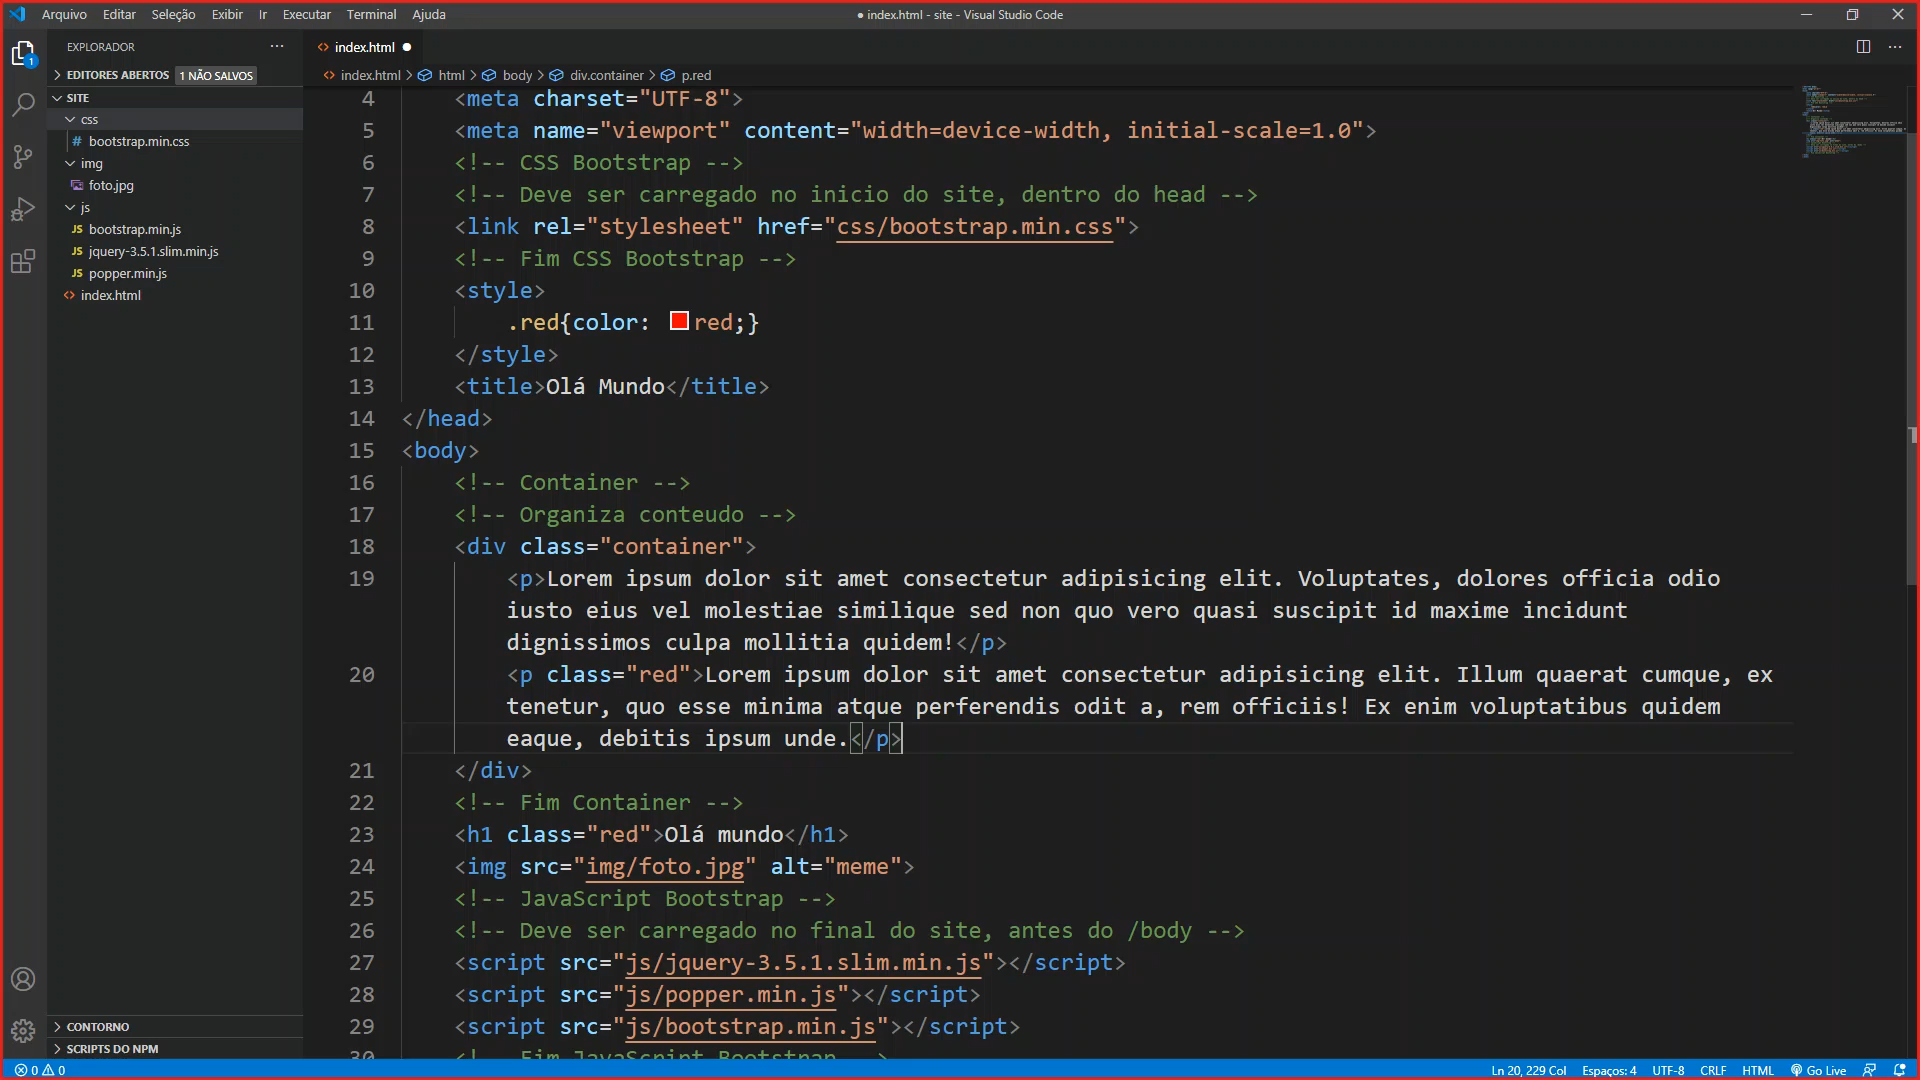 Arquivo Editar Seleção Exibir Ir Executar Terminal Ajuda
● index.html - site - Visual Studio Code
EXPLORADOR
index.html
1
EDITORES ABERTOS 1 NÃO SALVOS
index.html > html > body > div.container > p.red
SITE
css
# bootstrap.min.css
img
foto.jpg
js
JS bootstrap.min.js
JS jquery-3.5.1.slim.min.js
JS popper.min.js
<> index.html
4 <meta charset="UTF-8">
5 <meta name="viewport" content="width=device-width, initial-scale=1.0">
6 <!-- CSS Bootstrap -->
7 <!-- Deve ser carregado no inicio do site, dentro do head -->
8 <link rel="stylesheet" href="css/bootstrap.min.css">
9 <!-- Fim CSS Bootstrap -->
10 <style>
11 .red{color: red;}
12 </style>
13 <title>Olá Mundo</title>
14 </head>
15 <body>
16 <!-- Container -->
17 <!-- Organiza conteudo -->
18 <div class="container">
19 <p>Lorem ipsum dolor sit amet consectetur adipisicing elit. Voluptates, dolores officia odio
iusto eius vel molestiae similique sed non quo vero quasi suscipit id maxime incidunt
dignissimos culpa mollitia quidem!</p>
20 <p class="red">Lorem ipsum dolor sit amet consectetur adipisicing elit. Illum quaerat cumque, ex
tenetur, quo esse minima atque perferendis odit a, rem officiis! Ex enim voluptatibus quidem
eaque, debitis ipsum unde.</p>
21 </div>
22 <!-- Fim Container -->
23 <h1 class="red">Olá mundo</h1>
24 <img src="img/foto.jpg" alt="meme">
25 <!-- JavaScript Bootstrap -->
26 <!-- Deve ser carregado no final do site, antes do /body -->
27 <script src="js/jquery-3.5.1.slim.min.js"></script>
28 <script src="js/popper.min.js"></script>
29 <script src="js/bootstrap.min.js"></script>
30 <!-- Fim JavaScript Bootstrap -->
CONTORNO
SCRIPTS DO NPM
0 0
Ln 20, 229 Col Espaços: 4 UTF-8 CRLF HTML Go Live